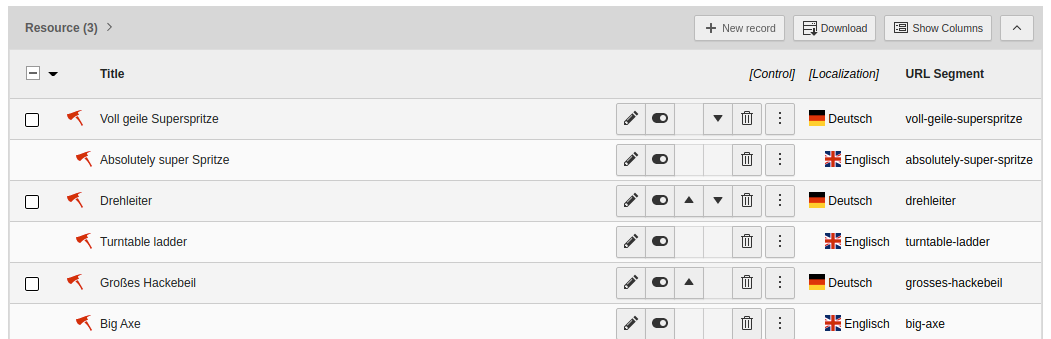 Resource (3)
New record
Download
Show Columns
Title [Control] [Localization] URL Segment
Voll geile Superspritze Deutsch voll-geile-superspritze
Absolutely super Spritze Englisch absolutely-super-spritze
Drehleiter Deutsch drehleiter
Turntable ladder Englisch turntable-ladder
Großes Hackebeil Deutsch grosses-hackebeil
Big Axe Englisch big-axe